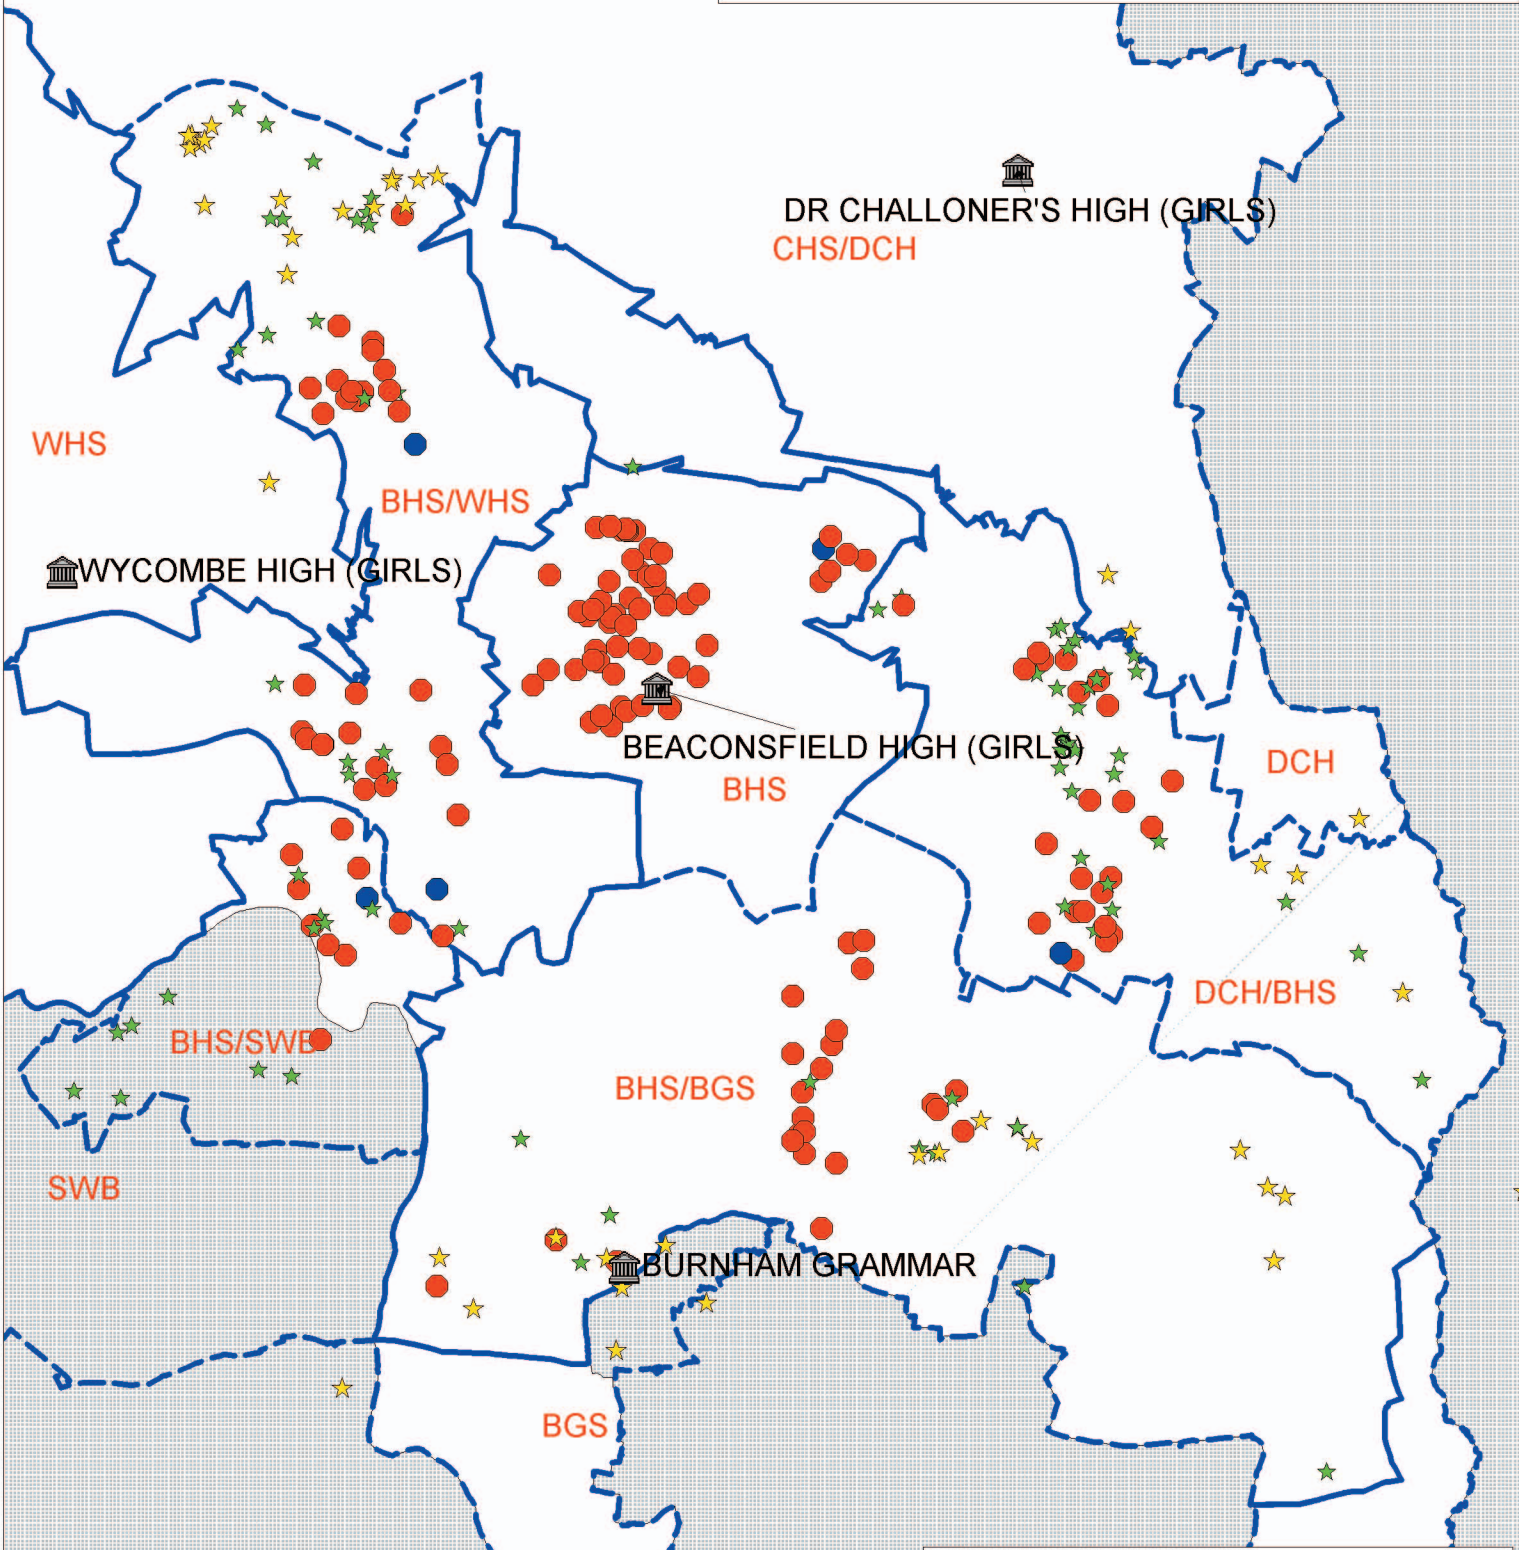 DR CHALLONER'S HIGH (GIRLS)
CHS/DCH
WHS
BHS/WHS
WYCOMBE HIGH (GIRLS)
BEACONSFIELD HIGH (GIRLS)
DCH
BHS
DCH/BHS
BHS/SWB
BHS/BGS
SWB
BURNHAM GRAMMAR
BGS